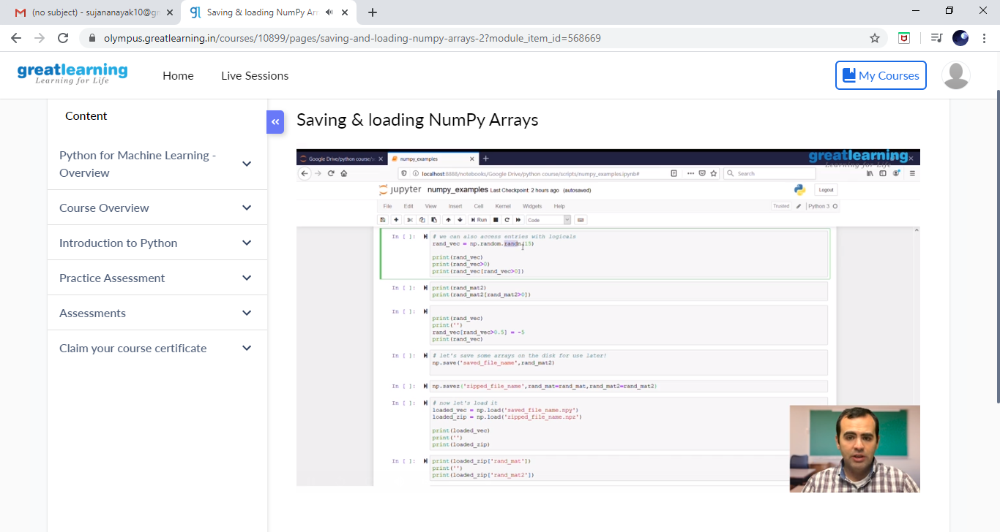 (no subject) - sujananayak10@gm
Saving & loading NumPy Arr
olympus.greatlearning.in/courses/10899/pages/saving-and-loading-numpy-arrays-2?module_item_id=568669
greatlearning
Learning for Life
Home
Live Sessions
My Courses
Content
Python for Machine Learning -
Overview
Course Overview
Introduction to Python
Practice Assessment
Assessments
Claim your course certificate
Saving & loading NumPy Arrays
Google Drive/python course/s
numpy_examples
greatlearning
Learning for Life
localhost:8888/notebooks/Google Drive/python course/scripts/numpy_examples.ipynb#
Search
jupyter numpy_examples Last Checkpoint: 2 hours ago (autosaved)
Logout
File Edit View Insert Cell Kernel Widgets Help
Trusted
Python 3
Run
Code
In [ ]: # we can also access entries with logicals
rand_vec = np.random.randn(15)
print(rand_vec)
print(rand_vec>0)
print(rand_vec[rand_vec>0])
In [ ]: print(rand_mat2)
print(rand_mat2[rand_mat2>0])
In [ ]:
print(rand_vec)
print('')
rand_vec[rand_vec>0.5] = -5
print(rand_vec)
In [ ]: # let's save some arrays on the disk for use later!
np.save('saved_file_name',rand_mat2)
In [ ]: np.savez('zipped_file_name',rand_mat=rand_mat,rand_mat2=rand_mat2)
In [ ]: # now let's load it
loaded_vec = np.load('saved_file_name.npy')
loaded_zip = np.load('zipped_file_name.npz')
print(loaded_vec)
print('')
print(loaded_zip)
In [ ]: print(loaded_zip['rand_mat'])
print('')
print(loaded_zip['rand_mat2'])